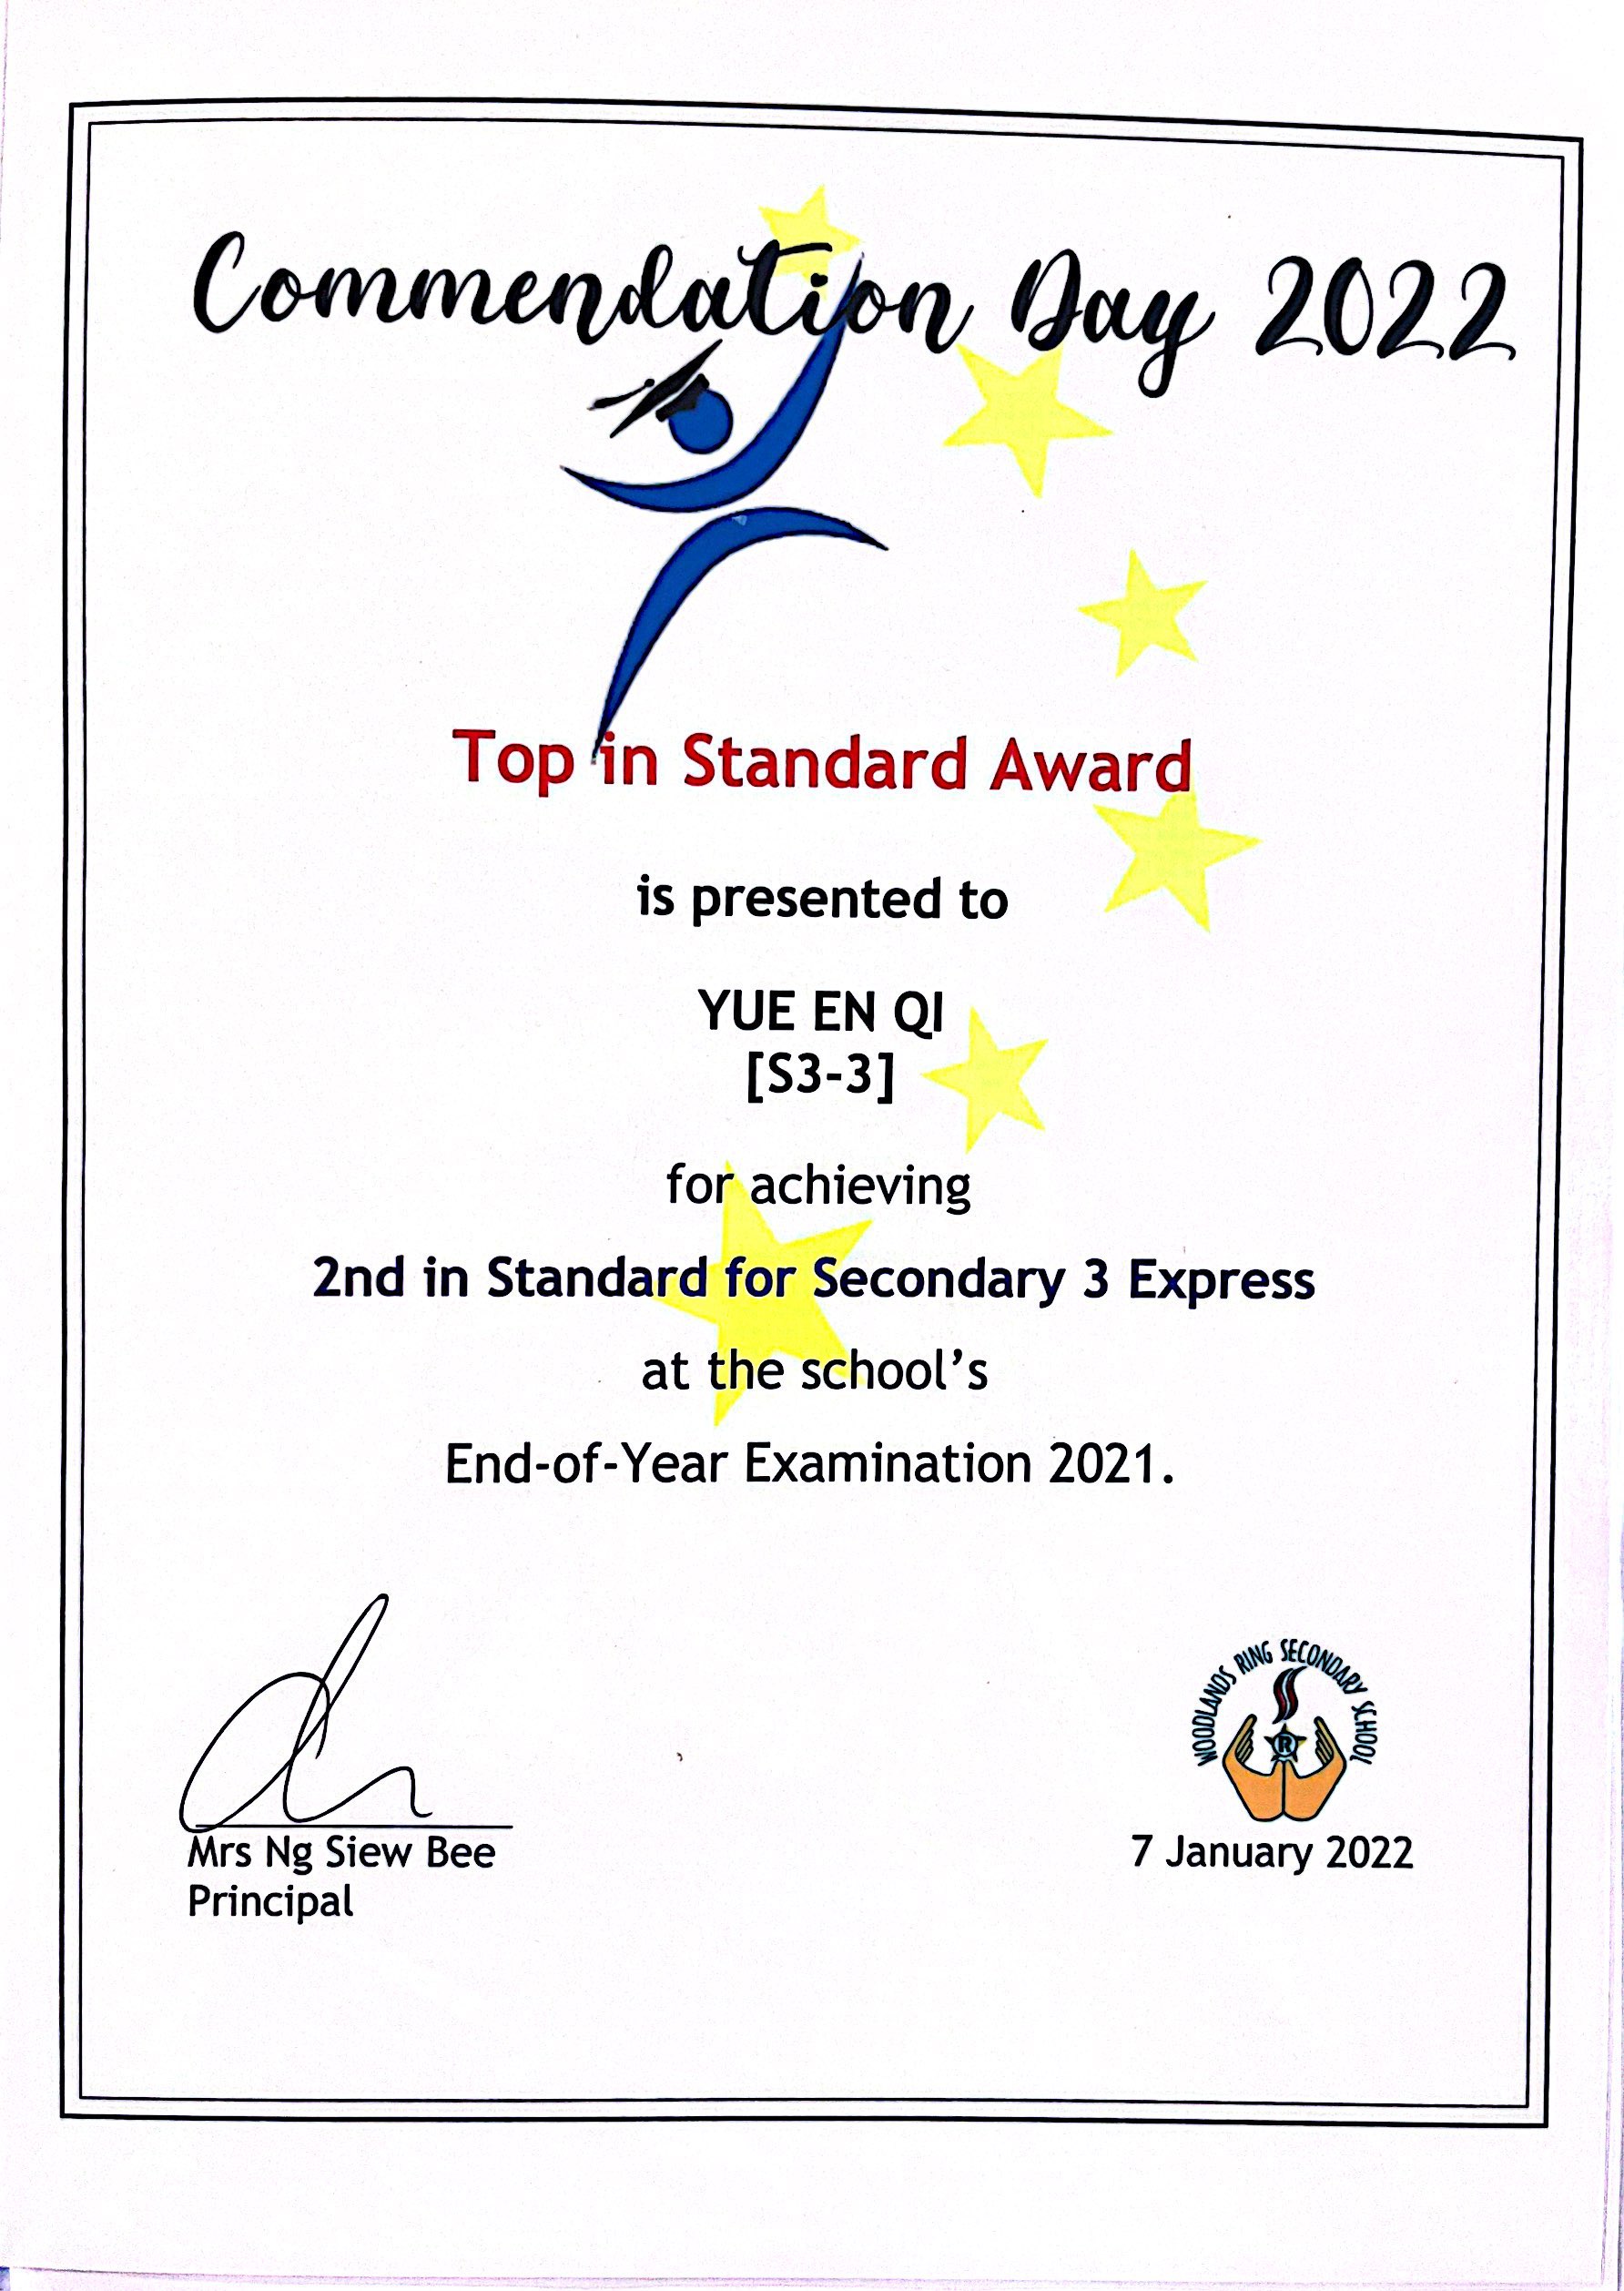 Commendation Day 2022
Top in Standard Award
is presented to
YUE EN QI
[S3-3]
for achieving
2nd in Standard for Secondary 3 Express
at the school’s
End-of-Year Examination 2021.
WOODLANDS RING SECONDARY SCHOOL
R
Mrs Ng Siew Bee
Principal
7 January 2022